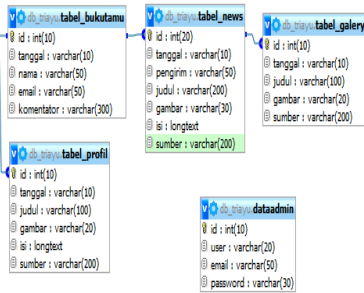 db_triayu.tabel_bukutamu
id : int(10)
tanggal : varchar(10)
nama : varchar(50)
email : varchar(50)
komentator : varchar(300)
db_triayu.tabel_news
id : int(20)
tanggal : varchar(10)
pengirim : varchar(50)
judul : varchar(200)
gambar : varchar(30)
isi : longtext
sumber : varchar(200)
db_triayu.tabel_galery
id : int(10)
tanggal : varchar(10)
judul : varchar(100)
gambar : varchar(20)
sumber : varchar(200)
db_triayu.tabel_profil
id : int(10)
tanggal : varchar(10)
judul : varchar(100)
gambar : varchar(20)
isi : longtext
sumber : varchar(200)
db_triayu.dataadmin
id : int(10)
user : varchar(20)
email : varchar(50)
password : varchar(30)